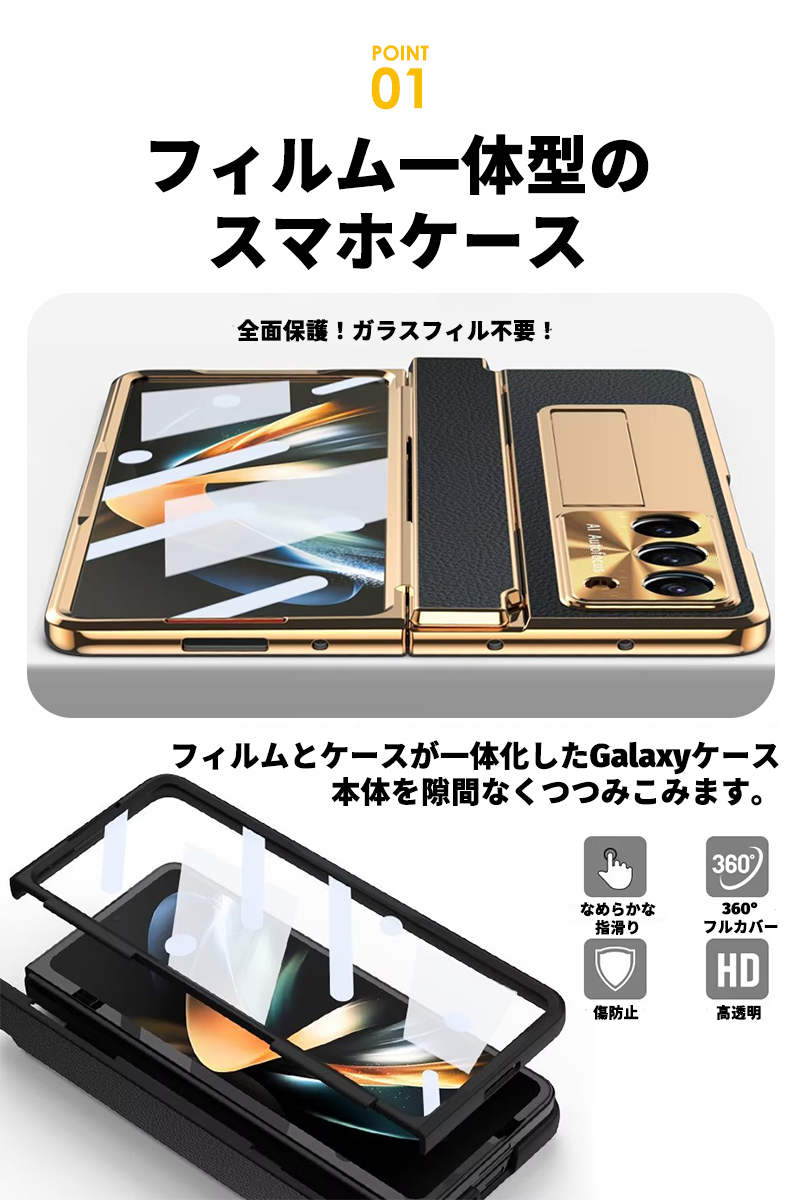 POINT
01
フィルム一体型の
スマホケース
全面保護！ガラスフィル不要！
AI Autofocus
フィルムとケースが一体化したGalaxyケース
本体を隙間なくつつみこみます。
なめらかな
指滑り
360°
360°
フルカバー
傷防止
HD
高透明